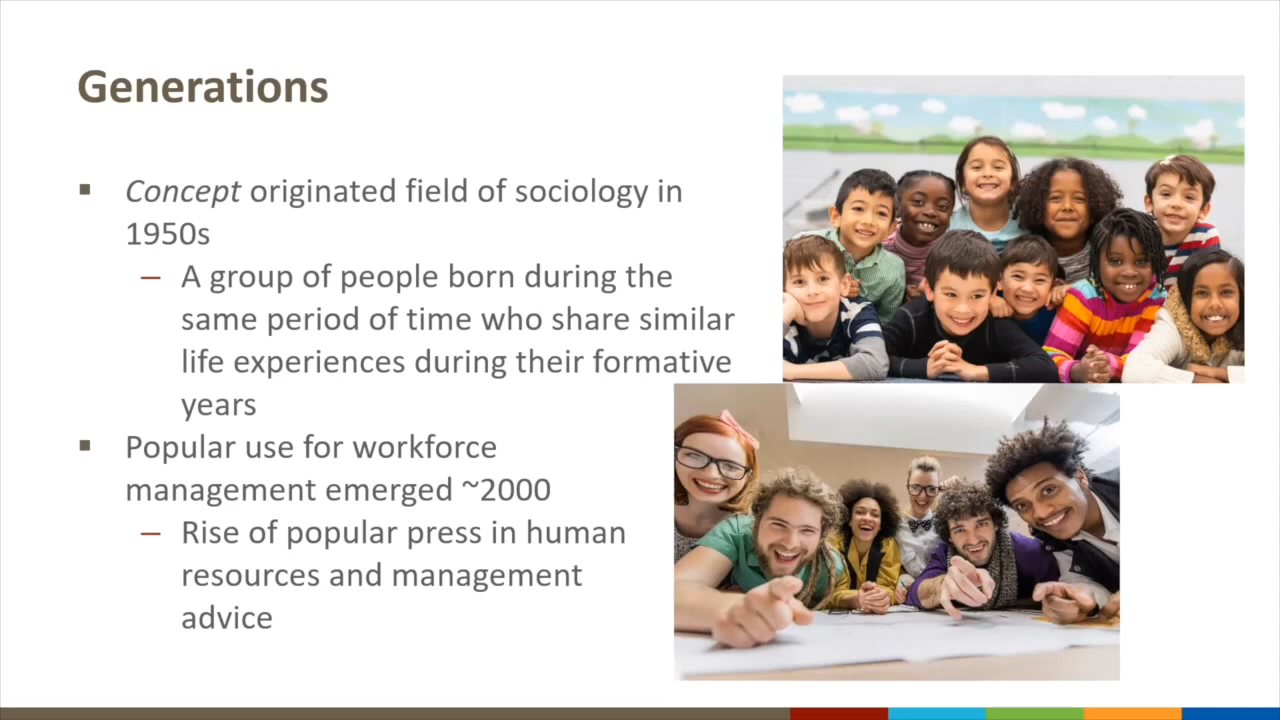 Generations
▪ Concept originated field of sociology in
1950s
– A group of people born during the
same period of time who share similar
life experiences during their formative
years
▪ Popular use for workforce
management emerged ~2000
– Rise of popular press in human
resources and management
advice